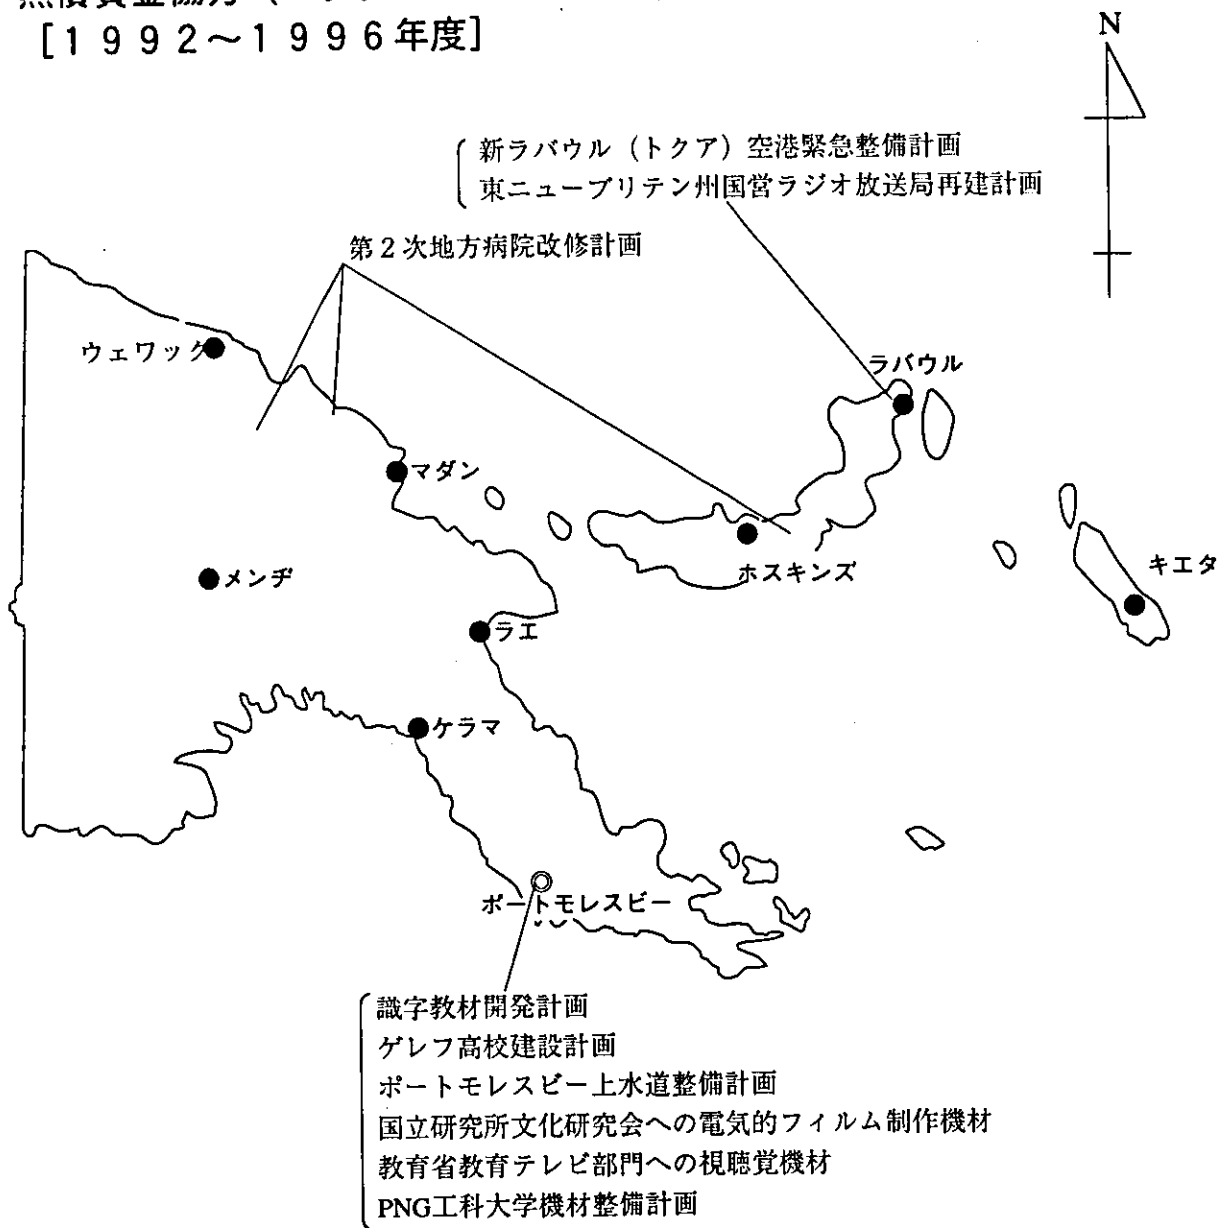 [1992～1996年度]
N
新ラバウル（トクア）空港緊急整備計画
東ニューブリテン州国営ラジオ放送局再建計画
第2次地方病院改修計画
ウェワック
ラバウル
マダン
ホスキンズ
キエタ
メンヂ
ラエ
ケラマ
ポートモレスビー
識字教材開発計画
ゲレフ高校建設計画
ポートモレスビー上水道整備計画
国立研究所文化研究会への電気的フィルム制作機材
教育省教育テレビ部門への視聴覚機材
PNG工科大学機材整備計画